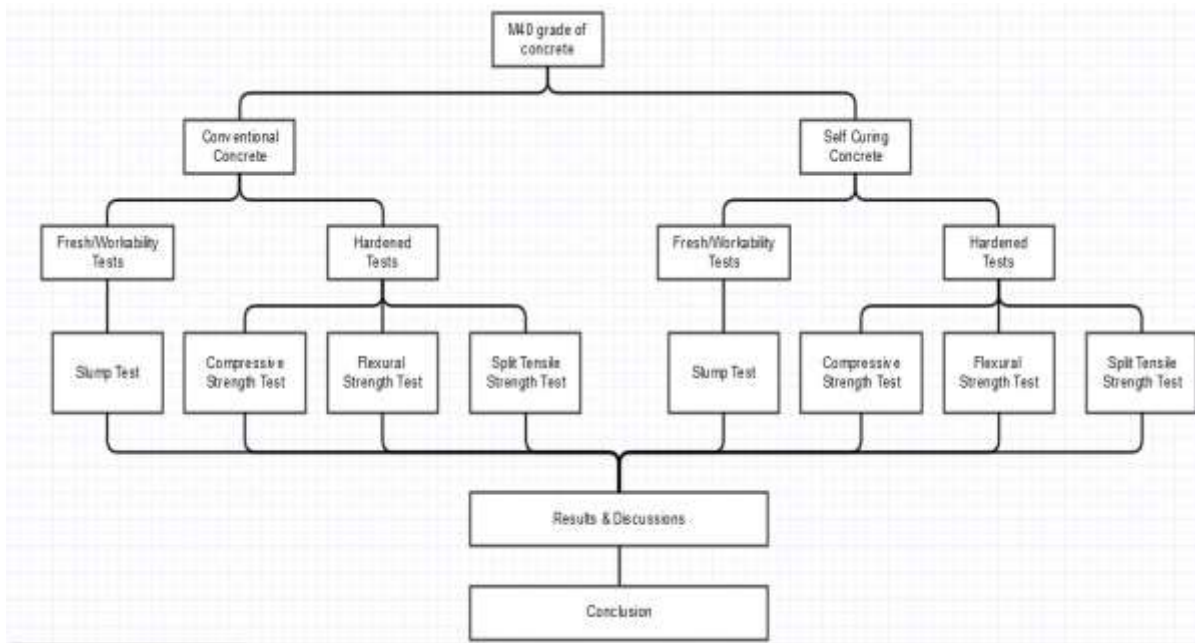 M40 grade of
concrete
Conventional
Concrete
Self Curing
Concrete
Fresh/Workability
Tests
Hardened
Tests
Fresh/Workability
Tests
Hardened
Tests
Slump Test
Compressive
Strength Test
Flexural
Strength Test
Split Tensile
Strength Test
Slump Test
Compressive
Strength Test
Flexural
Strength Test
Split Tensile
Strength Test
Results & Discussions
Conclusion